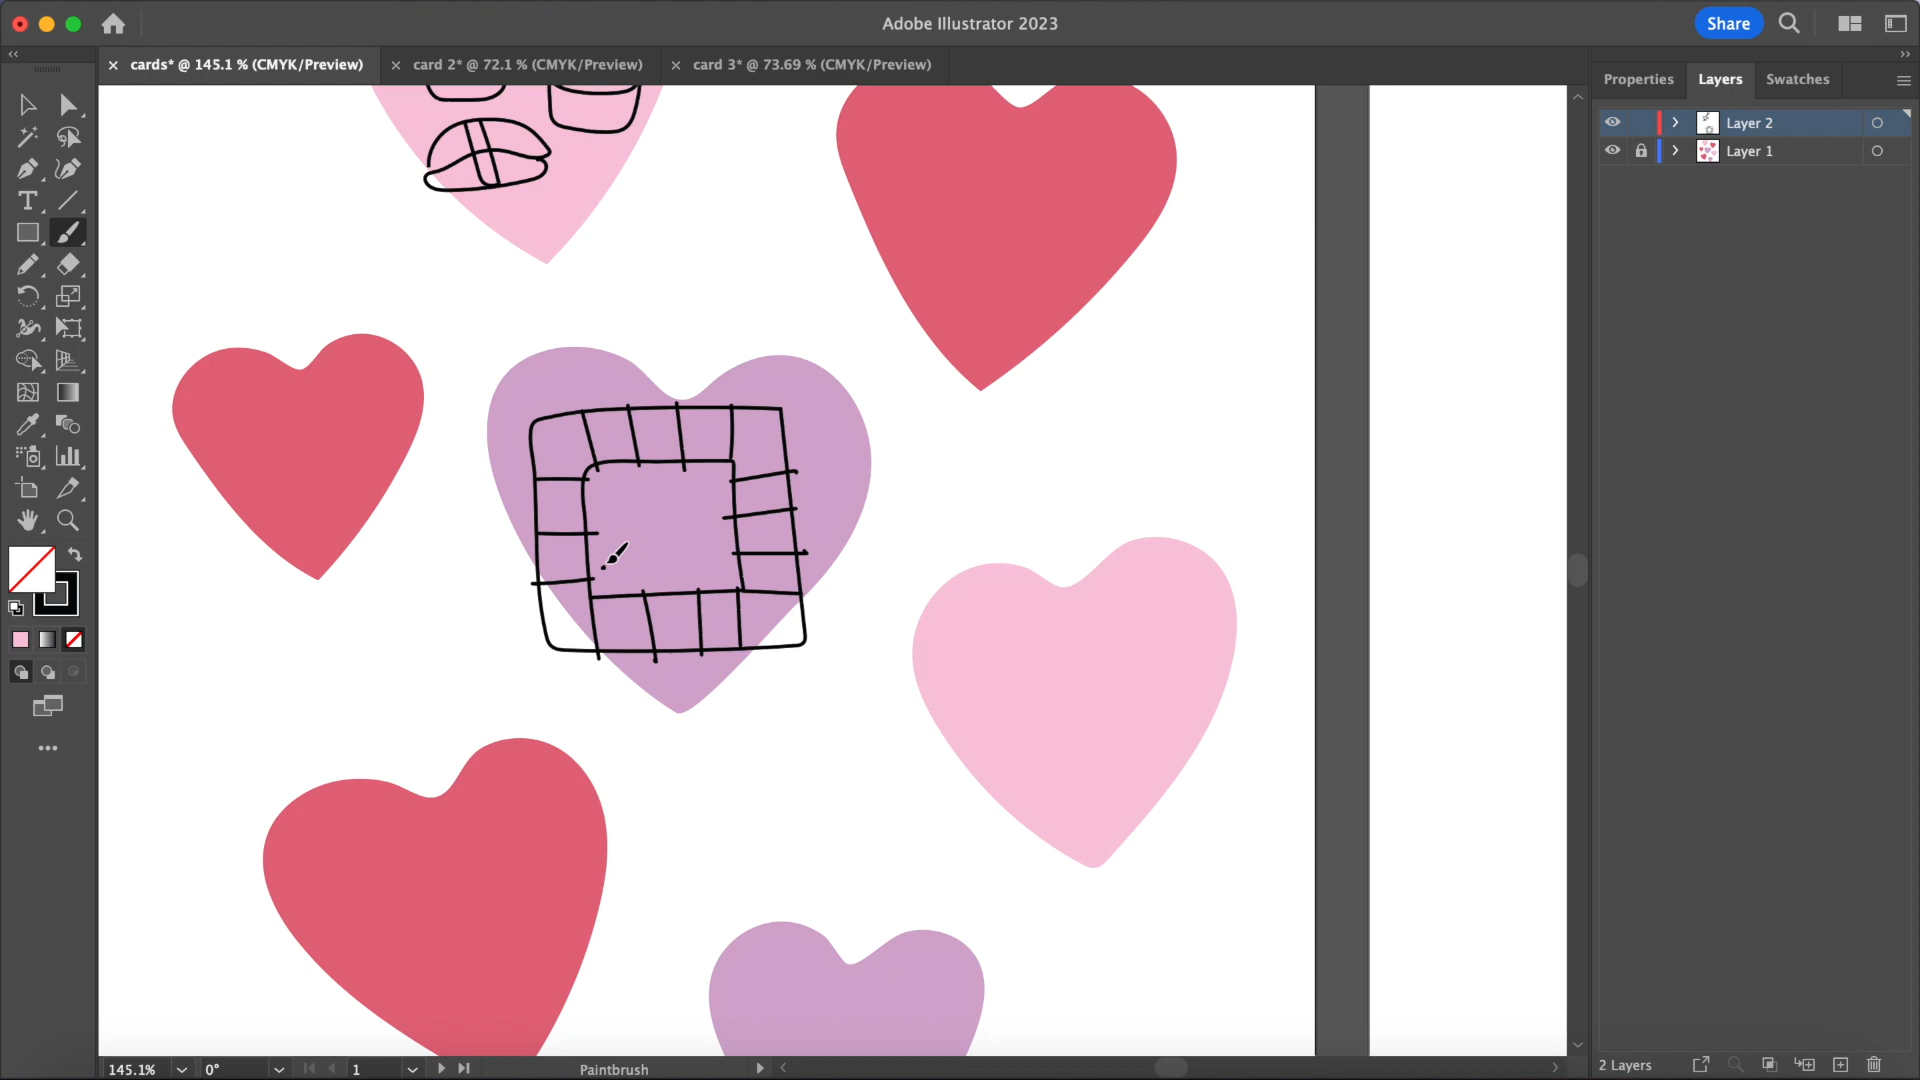 Adobe Illustrator 2023
Share
cards* @ 145.1 % (CMYK/Preview)
card 2* @ 72.1 % (CMYK/Preview)
card 3* @ 73.69 % (CMYK/Preview)
Properties
Layers
Swatches
Layer 2
Layer 1
T
145.1%
0°
1
Paintbrush
2 Layers